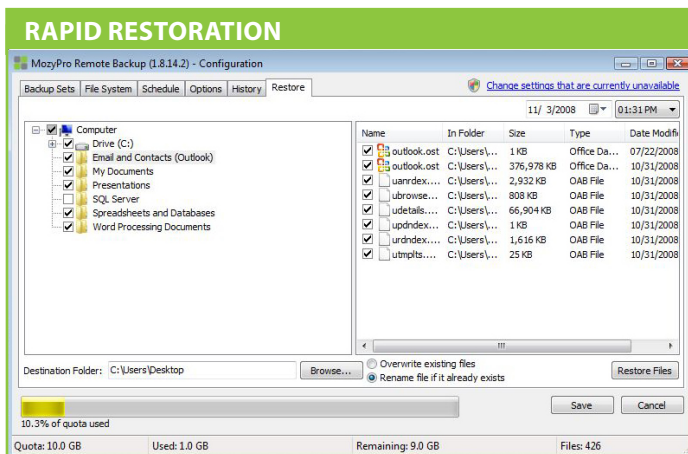 RAPID RESTORATION
MozyPro Remote Backup (1.8.14.2) - Configuration
Backup Sets File System Schedule Options History Restore
Change settings that are currently unavailable
11/ 3/2008 01:31 PM
Computer
Drive (C:)
Email and Contacts (Outlook)
My Documents
Presentations
SQL Server
Spreadsheets and Databases
Word Processing Documents
Name In Folder Size Type Date Modifi
outlook.ost C:\Users\... 1 KB Office Da... 07/22/2008
outlook.ost C:\Users\... 376,978 KB Office Da... 10/31/2008
uanrdex.... C:\Users\... 2,932 KB OAB File 10/31/2008
ubrowse... C:\Users\... 808 KB OAB File 10/31/2008
udetails.... C:\Users\... 66,904 KB OAB File 10/31/2008
updndex... C:\Users\... 1 KB OAB File 10/31/2008
urdndex.... C:\Users\... 1,616 KB OAB File 10/31/2008
utmplts.... C:\Users\... 25 KB OAB File 10/31/2008
Destination Folder: C:\Users\Desktop Browse...
Overwrite existing files
Rename file if it already exists
Restore Files
10.3% of quota used
Save Cancel
Quota: 10.0 GB Used: 1.0 GB Remaining: 9.0 GB Files: 426